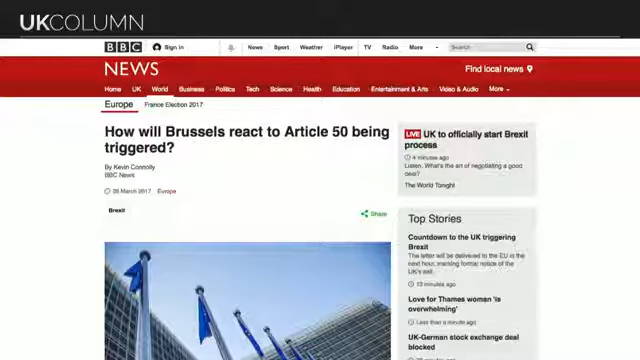 UKCOLUMN
BBC Sign in News Sport Weather iPlayer TV Radio More Search
NEWS
Find local news
Home UK World Business Politics Tech Science Health Education Entertainment & Arts Video & Audio More
Europe France Election 2017
How will Brussels react to Article 50 being
triggered?
By Kevin Connolly
BBC News
March 2017 Europe
Brexit
Share
LIVE UK to officially start Brexit
process
4 minutes ago
Listen. What's the art of negotiating a good
deal?
The World Tonight
Top Stories
Countdown to the UK triggering
Brexit
The letter will be delivered to the EU in the
next hour, marking formal notice of the
UK's exit.
13 minutes ago
Love for Thames woman 'is
overwhelming'
Less than a minute ago
UK-German stock exchange deal
blocked